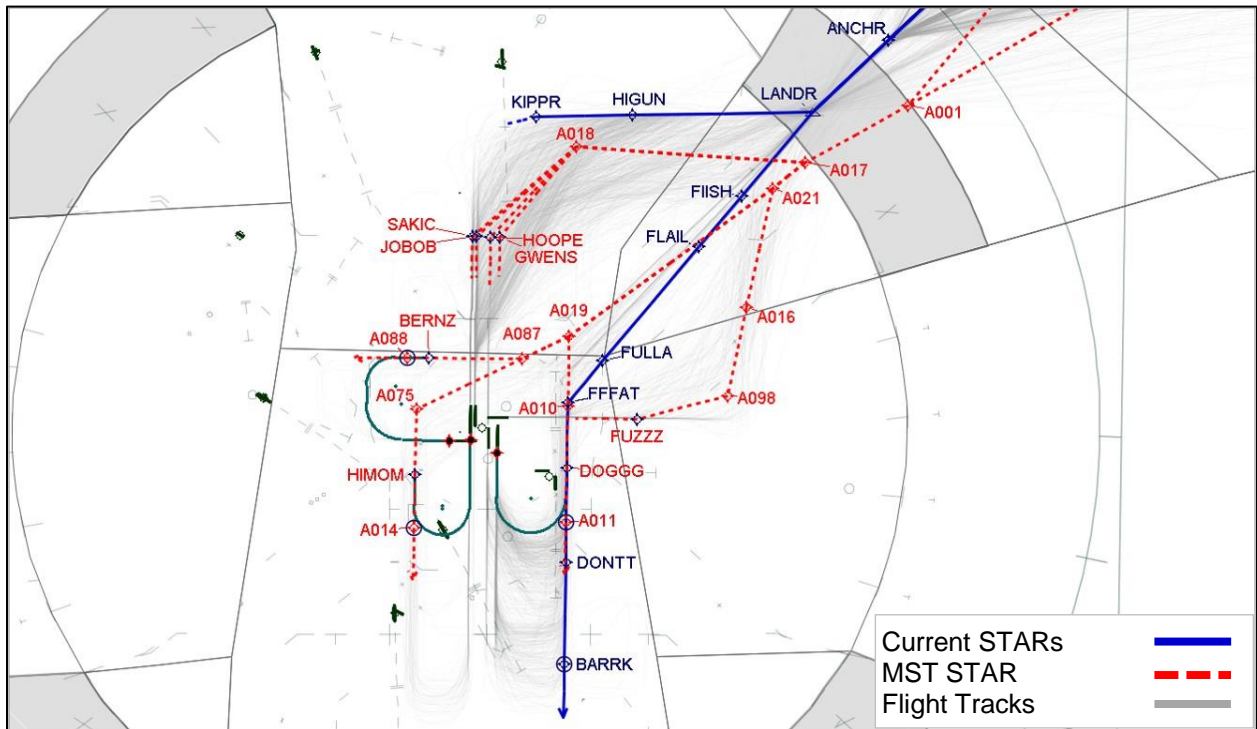 ANCHR
KIPPR
HIGUN
LANDR
A001
A018
A017
FIISH
A021
SAKIC
JOBOB
HOOPE
GWENS
FLAIL
A016
A019
BERNZ
A088
A087
FULLA
A075
FFFAT
A010
A098
FUZZZ
HIMOM
DOGGG
A014
A011
DONTT
BARRK
Current STARs
MST STAR
Flight Tracks